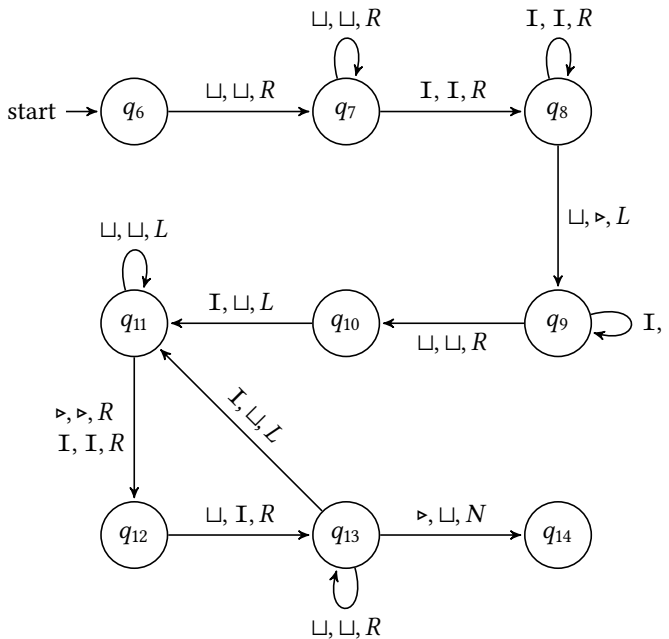 ⊔, ⊔, R
I, I, R
start
q₆
⊔, ⊔, R
q₇
I, I, R
q₈
⊔, ▹, L
⊔, ⊔, L
q₁₁
I, ⊔, L
q₁₀
⊔, ⊔, R
q₉
I,
▹, ▹, R
I, I, R
I, ⊔, L
q₁₂
⊔, I, R
q₁₃
▹, ⊔, N
q₁₄
⊔, ⊔, R